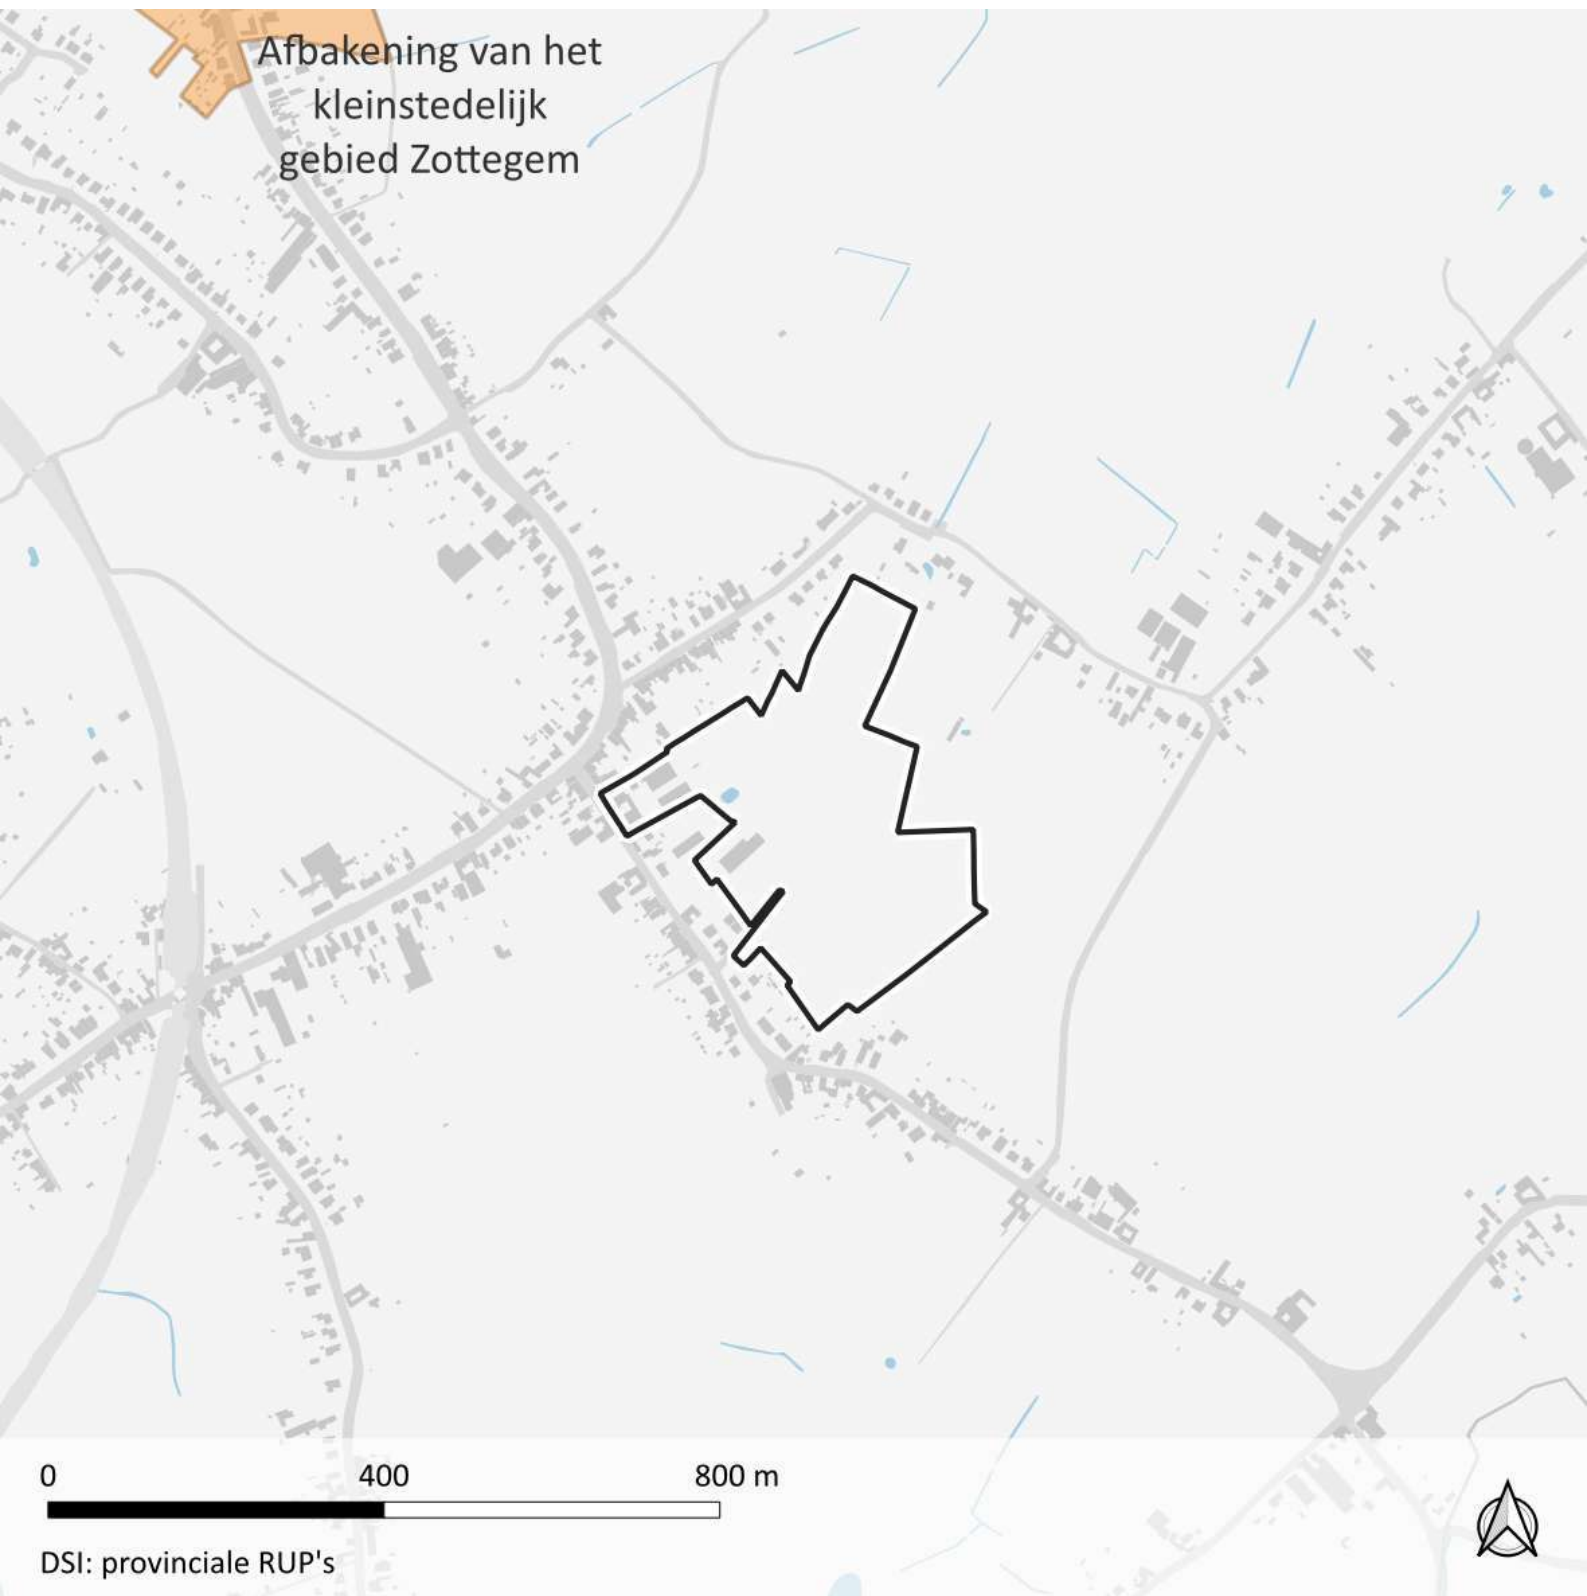 Afbakening van het
kleinstedelijk
gebied Zottegem
0 400 800 m
DSI: provinciale RUP's